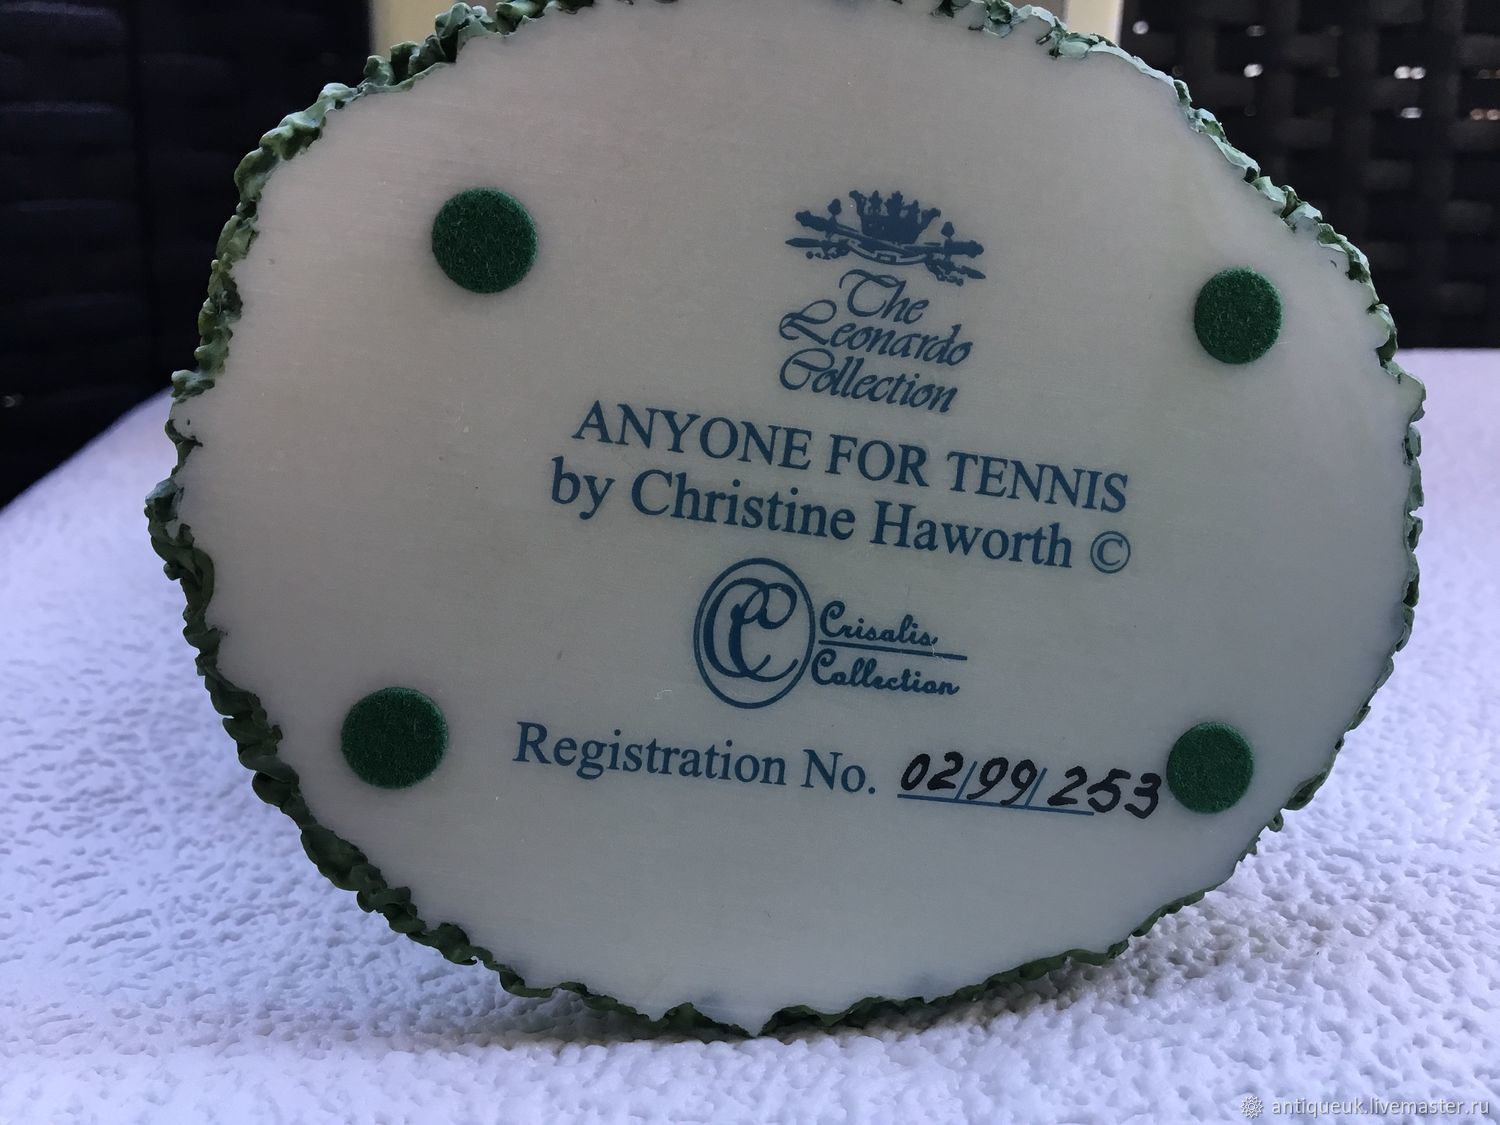 The
Leonardo
Collection
ANYONE FOR TENNIS
by Christine Haworth ©
CC
Crisalis
Collection
Registration No. 02/99/253
antiqueuk.livemaster.ru